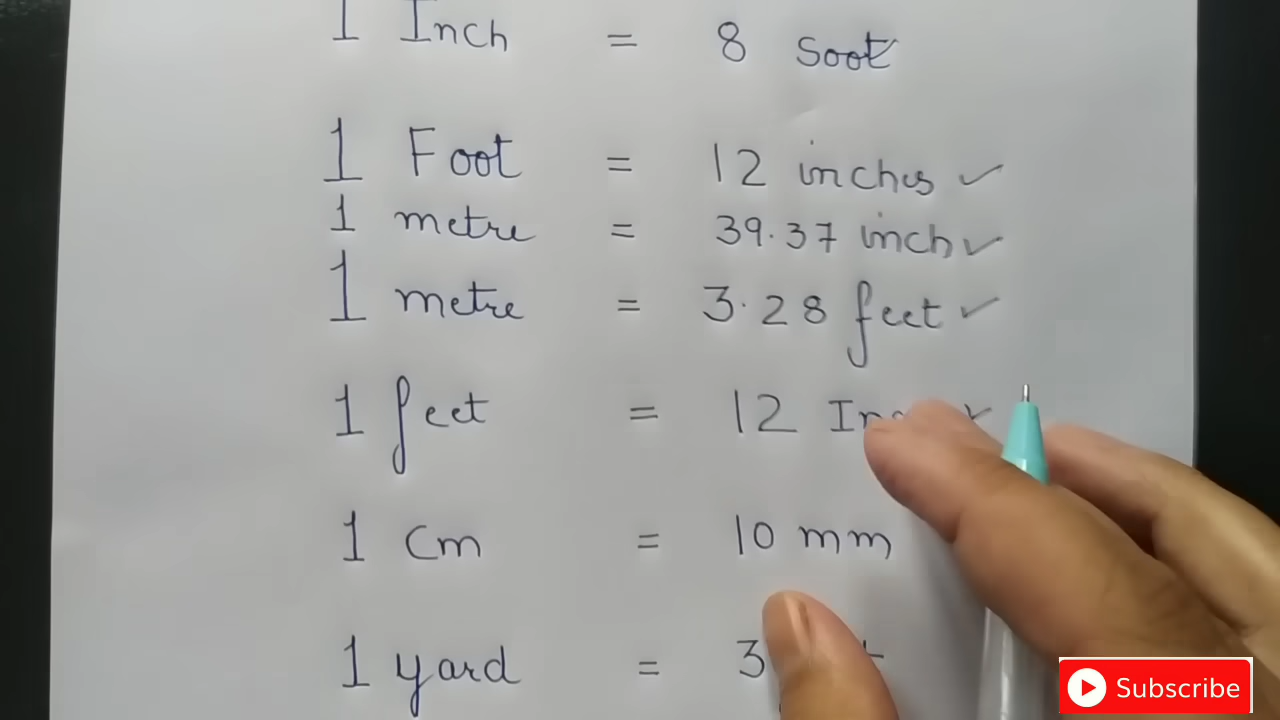 1 Inch = 8 Soot
1 Foot = 12 inches ✓
1 metre = 39.37 inch ✓
1 metre = 3.28 feet ✓
1 feet = 12 ✓
1 Cm = 10 mm
1 yard = 3
Subscribe